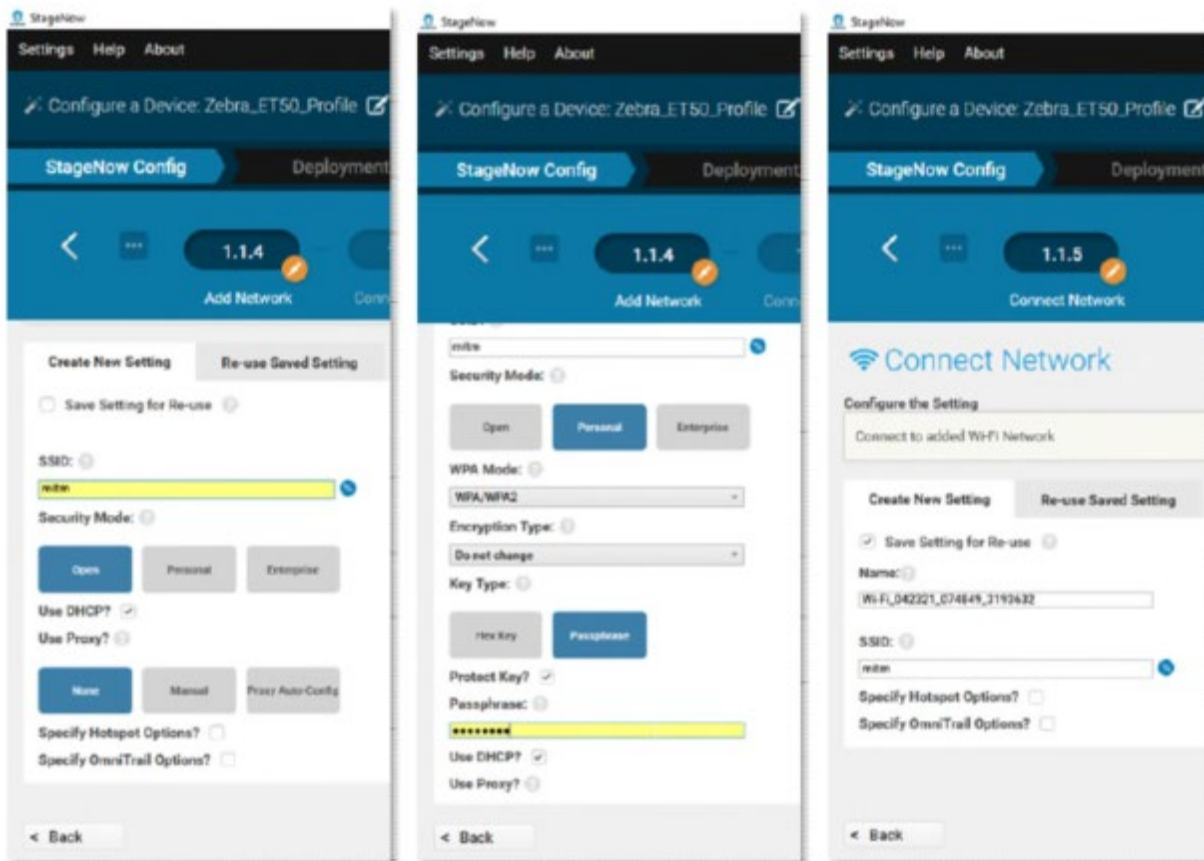 StageNow
Settings Help About
Configure a Device: Zebra_ET50_Profile
StageNow Config Deployment
1.1.4
Add Network
Create New Setting Re-use Saved Setting
Save Setting for Re-use
SSID:
Security Mode:
Open Personal Enterprise
Use DHCP?
Use Proxy?
None Manual Proxy Auto-Config
Specify Hotspot Options?
Specify OmniTrail Options?
< Back
StageNow
Settings Help About
Configure a Device: Zebra_ET50_Profile
StageNow Config Deployment
1.1.4
Add Network
Security Mode:
Open Personal Enterprise
WPA Mode:
WPA/WPA2
Encryption Type:
Do not change
Key Type:
Hex Key Passphrase
Protect Key?
Passphrase:
Use DHCP?
Use Proxy?
< Back
StageNow
Settings Help About
Configure a Device: Zebra_ET50_Profile
StageNow Config Deployment
1.1.5
Connect Network
Connect Network
Configure the Setting
Connect to added Wi-Fi Network
Create New Setting Re-use Saved Setting
Save Setting for Re-use
Name:
Wi-Fi_042321_074849_3193632
SSID:
Specify Hotspot Options?
Specify OmniTrail Options?
< Back